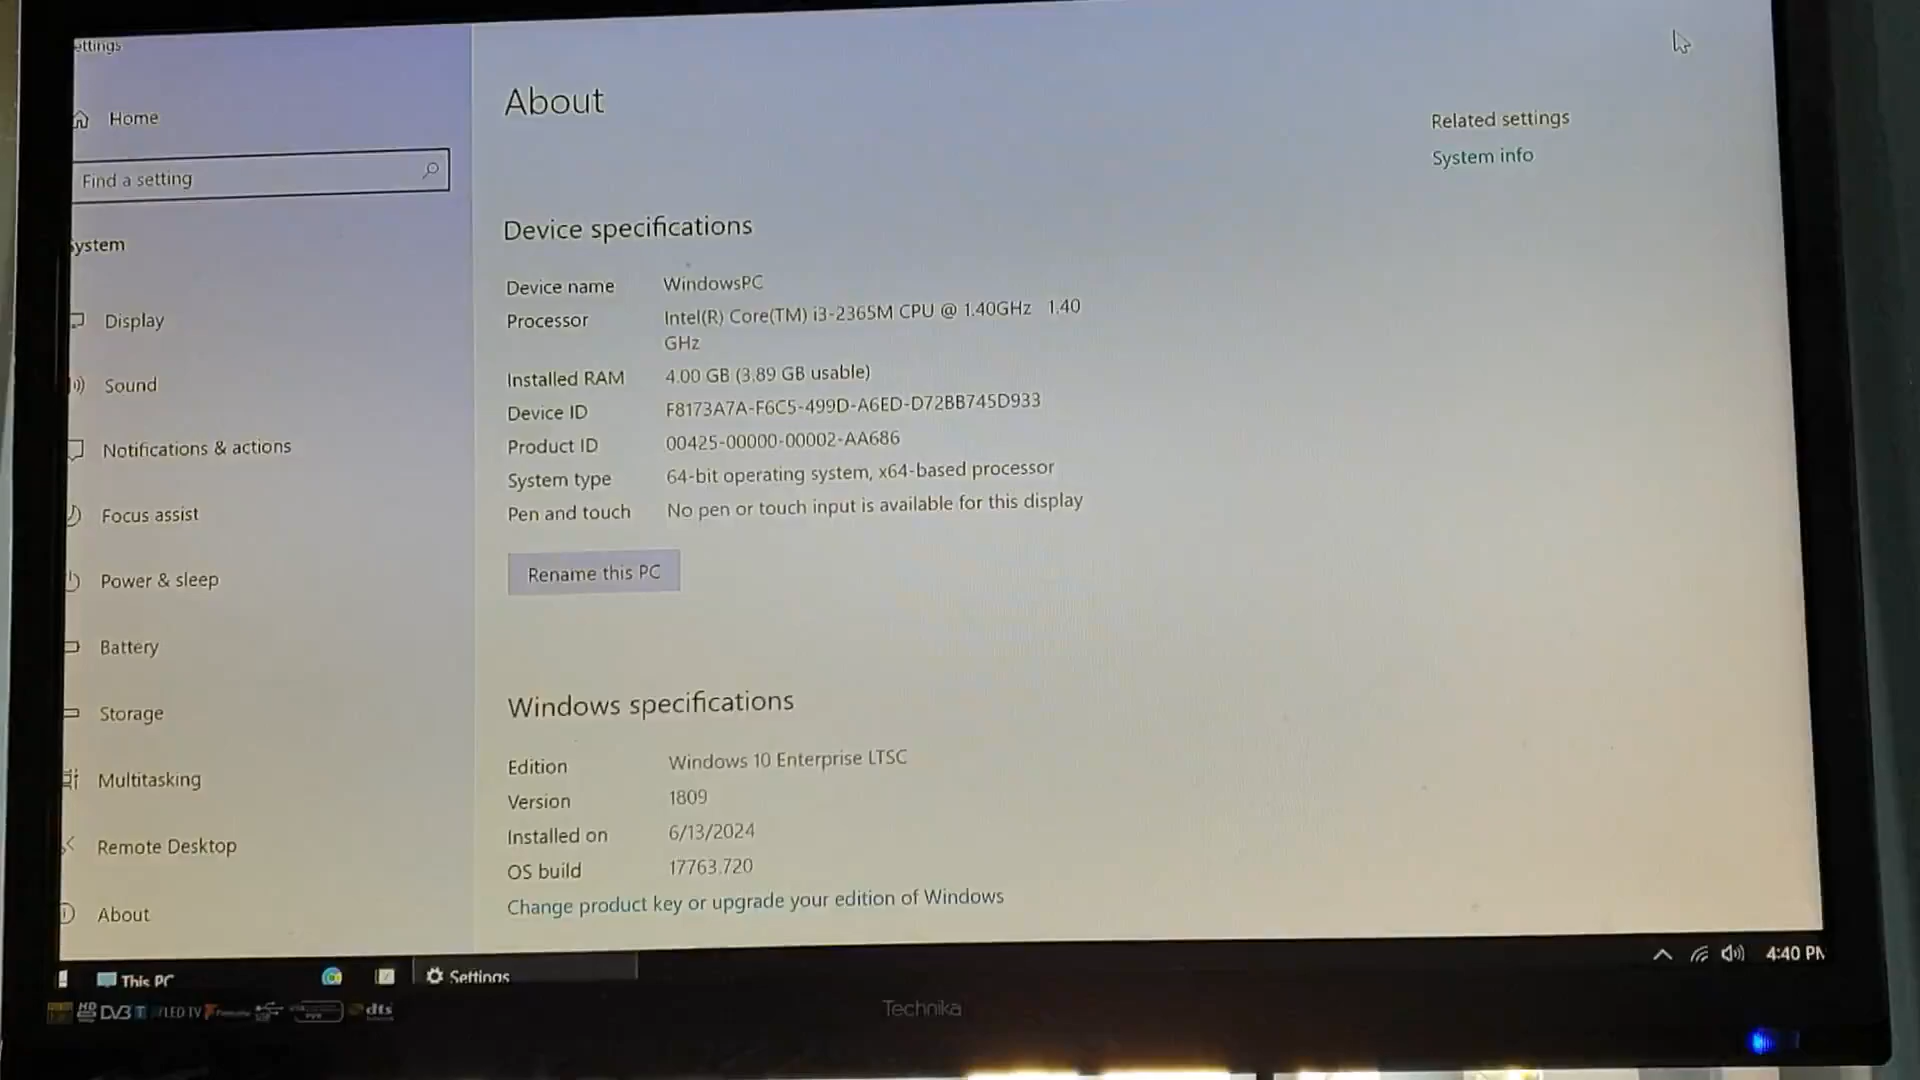 ettings
Home
Find a setting
System
Display
Sound
Notifications & actions
Focus assist
Power & sleep
Battery
Storage
Multitasking
Remote Desktop
About
About
Device specifications
Device name WindowsPC
Processor Intel(R) Core(TM) i3-2365M CPU @ 1.40GHz 1.40
GHz
Installed RAM 4.00 GB (3.89 GB usable)
Device ID F8173A7A-F6C5-499D-A6ED-D72BB745D933
Product ID 00425-00000-00002-AA686
System type 64-bit operating system, x64-based processor
Pen and touch No pen or touch input is available for this display
Rename this PC
Windows specifications
Edition Windows 10 Enterprise LTSC
Version 1809
Installed on 6/13/2024
OS build 17763.720
Change product key or upgrade your edition of Windows
Related settings
System info
This PC
Settings
4:40 PM
HD DVB T LED TV dts
Technika